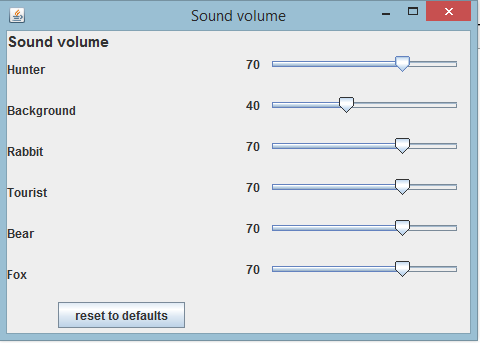 Sound volume
Sound volume
Hunter 70
Background 40
Rabbit 70
Tourist 70
Bear 70
Fox 70
reset to defaults